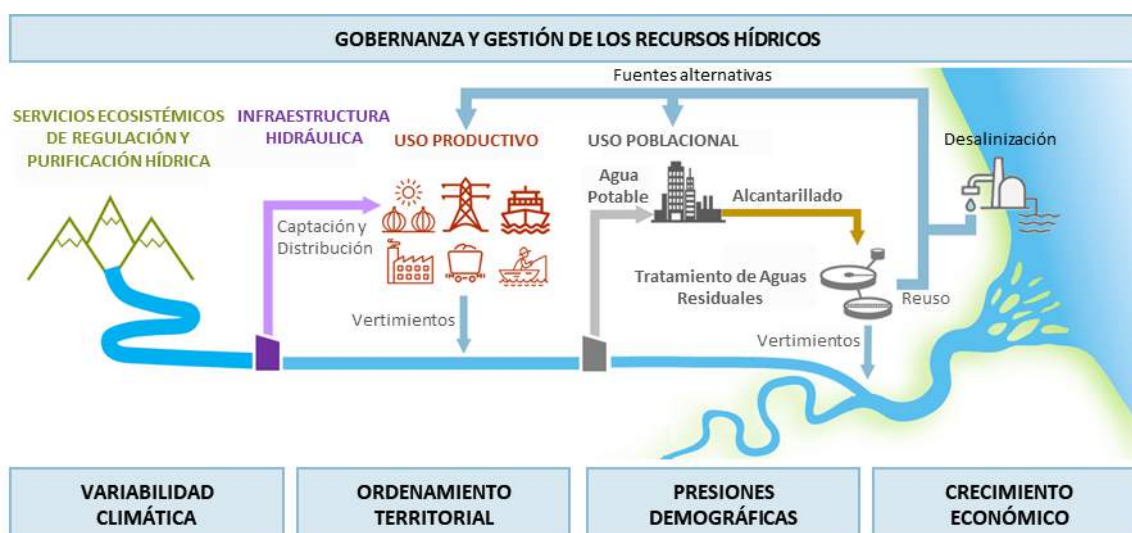 GOBERNANZA Y GESTIÓN DE LOS RECURSOS HÍDRICOS
Fuentes alternativas
SERVICIOS ECOSISTÉMICOS
DE REGULACIÓN Y
PURIFICACIÓN HÍDRICA
INFRAESTRUCTURA
HIDRÁULICA
USO PRODUCTIVO
USO POBLACIONAL
Desalinización
Agua
Potable
Alcantarillado
Captación y
Distribución
Tratamiento de Aguas
Residuales
Reuso
Vertimientos
Vertimientos
VARIABILIDAD
CLIMÁTICA
ORDENAMIENTO
TERRITORIAL
PRESIONES
DEMOGRÁFICAS
CRECIMIENTO
ECONÓMICO